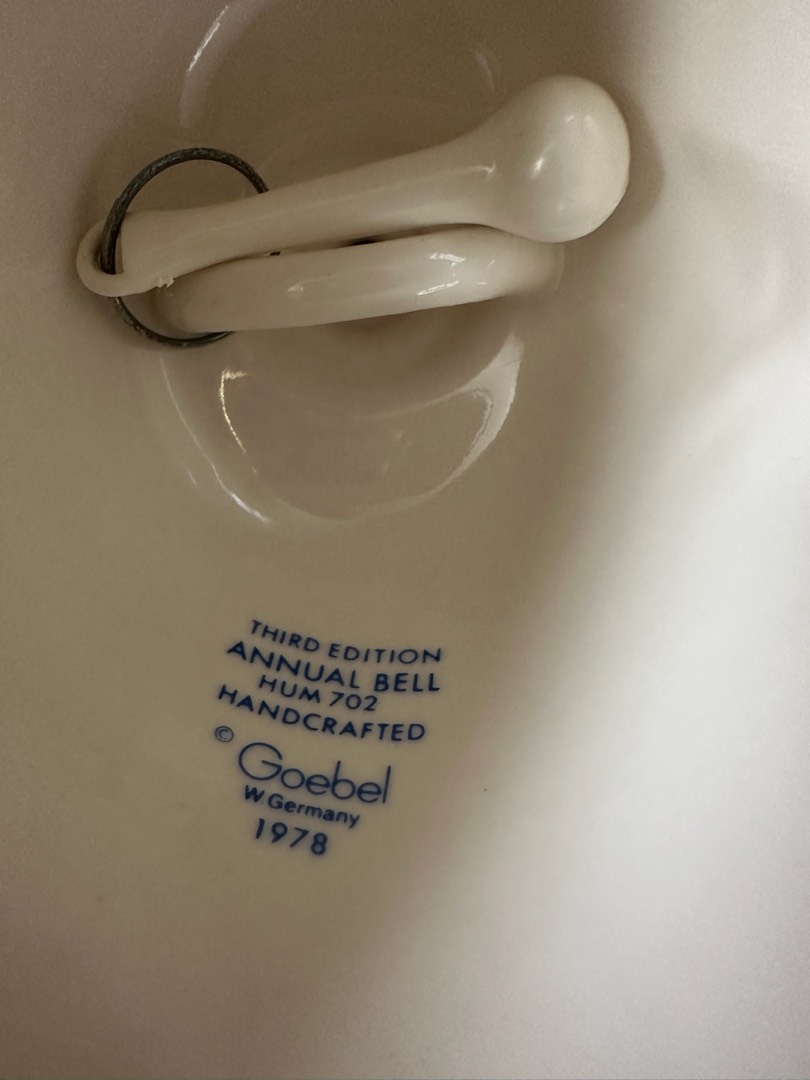 THIRD EDITION
ANNUAL BELL
HUM 702
HANDCRAFTED
© Goebel
W. Germany
1978